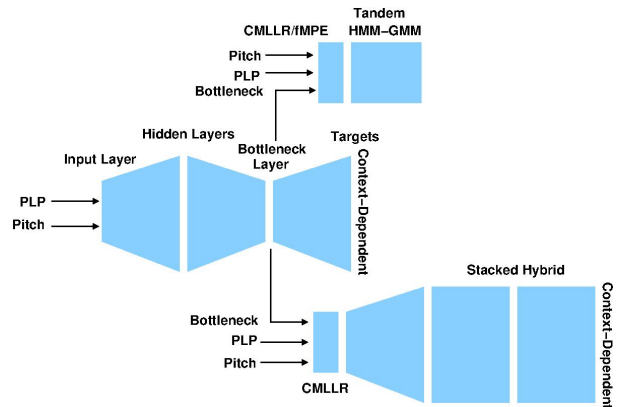 Tandem
CMLLR/fMPE HMM–GMM
Pitch
PLP
Bottleneck
Hidden Layers
Targets
Bottleneck
Layer
Input Layer
Context–Dependent
PLP
Pitch
Stacked Hybrid
Context–Dependent
Bottleneck
PLP
Pitch
CMLLR